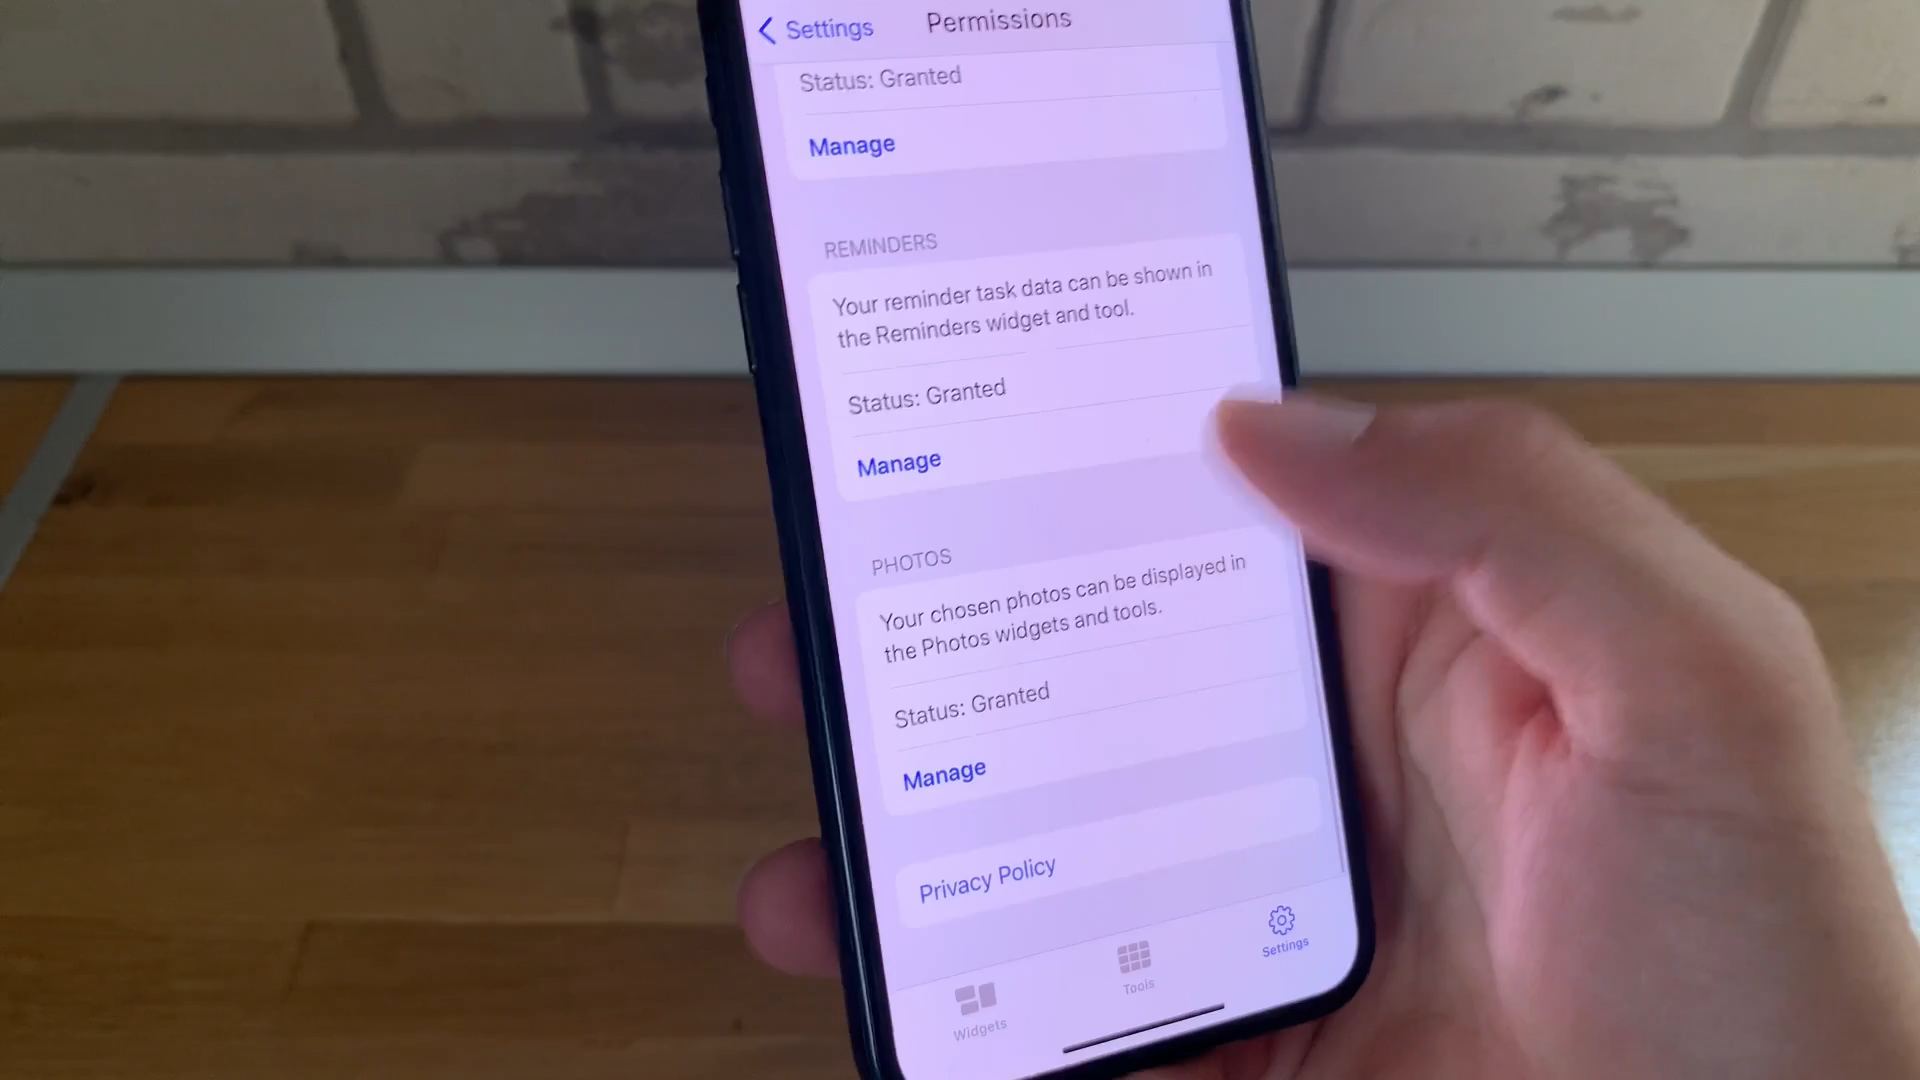 Settings
Permissions
Status: Granted
Manage
REMINDERS
Your reminder task data can be shown in
the Reminders widget and tool.
Status: Granted
Manage
PHOTOS
Your chosen photos can be displayed in
the Photos widgets and tools.
Status: Granted
Manage
Privacy Policy
Widgets
Tools
Settings